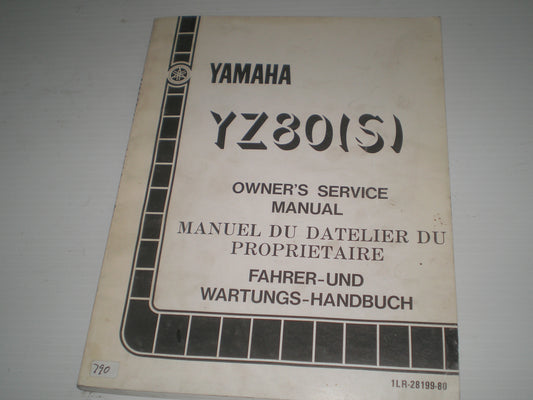 YAMAHA
YZ80(S)
OWNER'S SERVICE
MANUAL
MANUEL DU DATELIER DU
PROPRIETAIRE
FAHRER-UND
WARTUNGS-HANDBUCH
790
1LR-28199-80